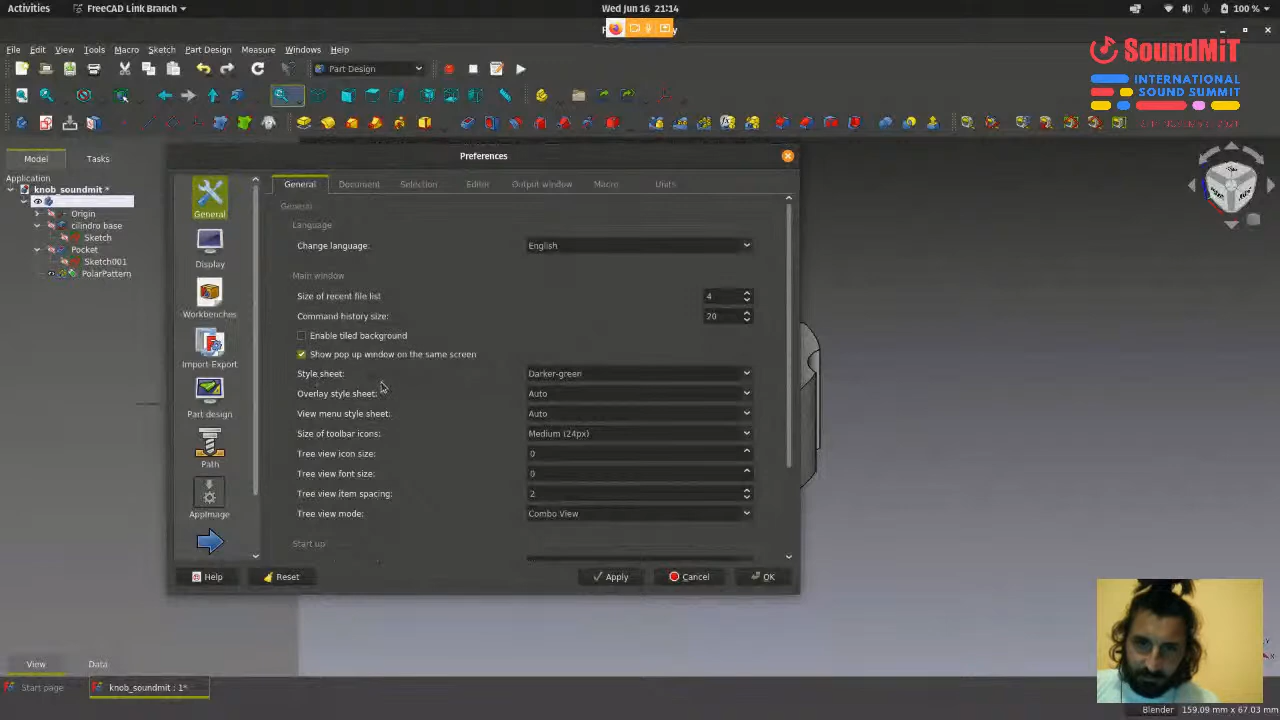 Activities
FreeCAD Link Branch
Wed Jun 16 21:14
100 %
File Edit View Tools Macro Sketch Part Design Measure Windows Help
Part Design
SoundMiT
INTERNATIONAL
SOUND SUMMIT
Model Tasks
Application
knob_soundmit *
Origin
cilindro base
Sketch
Pocket
Sketch001
PolarPattern
Preferences
General
Display
Workbenches
Import-Export
Part design
Path
AppImage
General Document Selection Editor Output window Macro Units
General
Language
Change language: English
Main window
Size of recent file list 4
Command history size: 20
Enable tiled background
Show pop up window on the same screen
Style sheet: Darker-green
Overlay style sheet: Auto
View menu style sheet: Auto
Size of toolbar icons: Medium (24px)
Tree view icon size: 0
Tree view font size: 0
Tree view item spacing: 2
Tree view mode: Combo View
Start up
Help Reset Apply Cancel OK
View Data
Start page knob_soundmit : 1*
Blender 159.09 mm x 67.03 mm